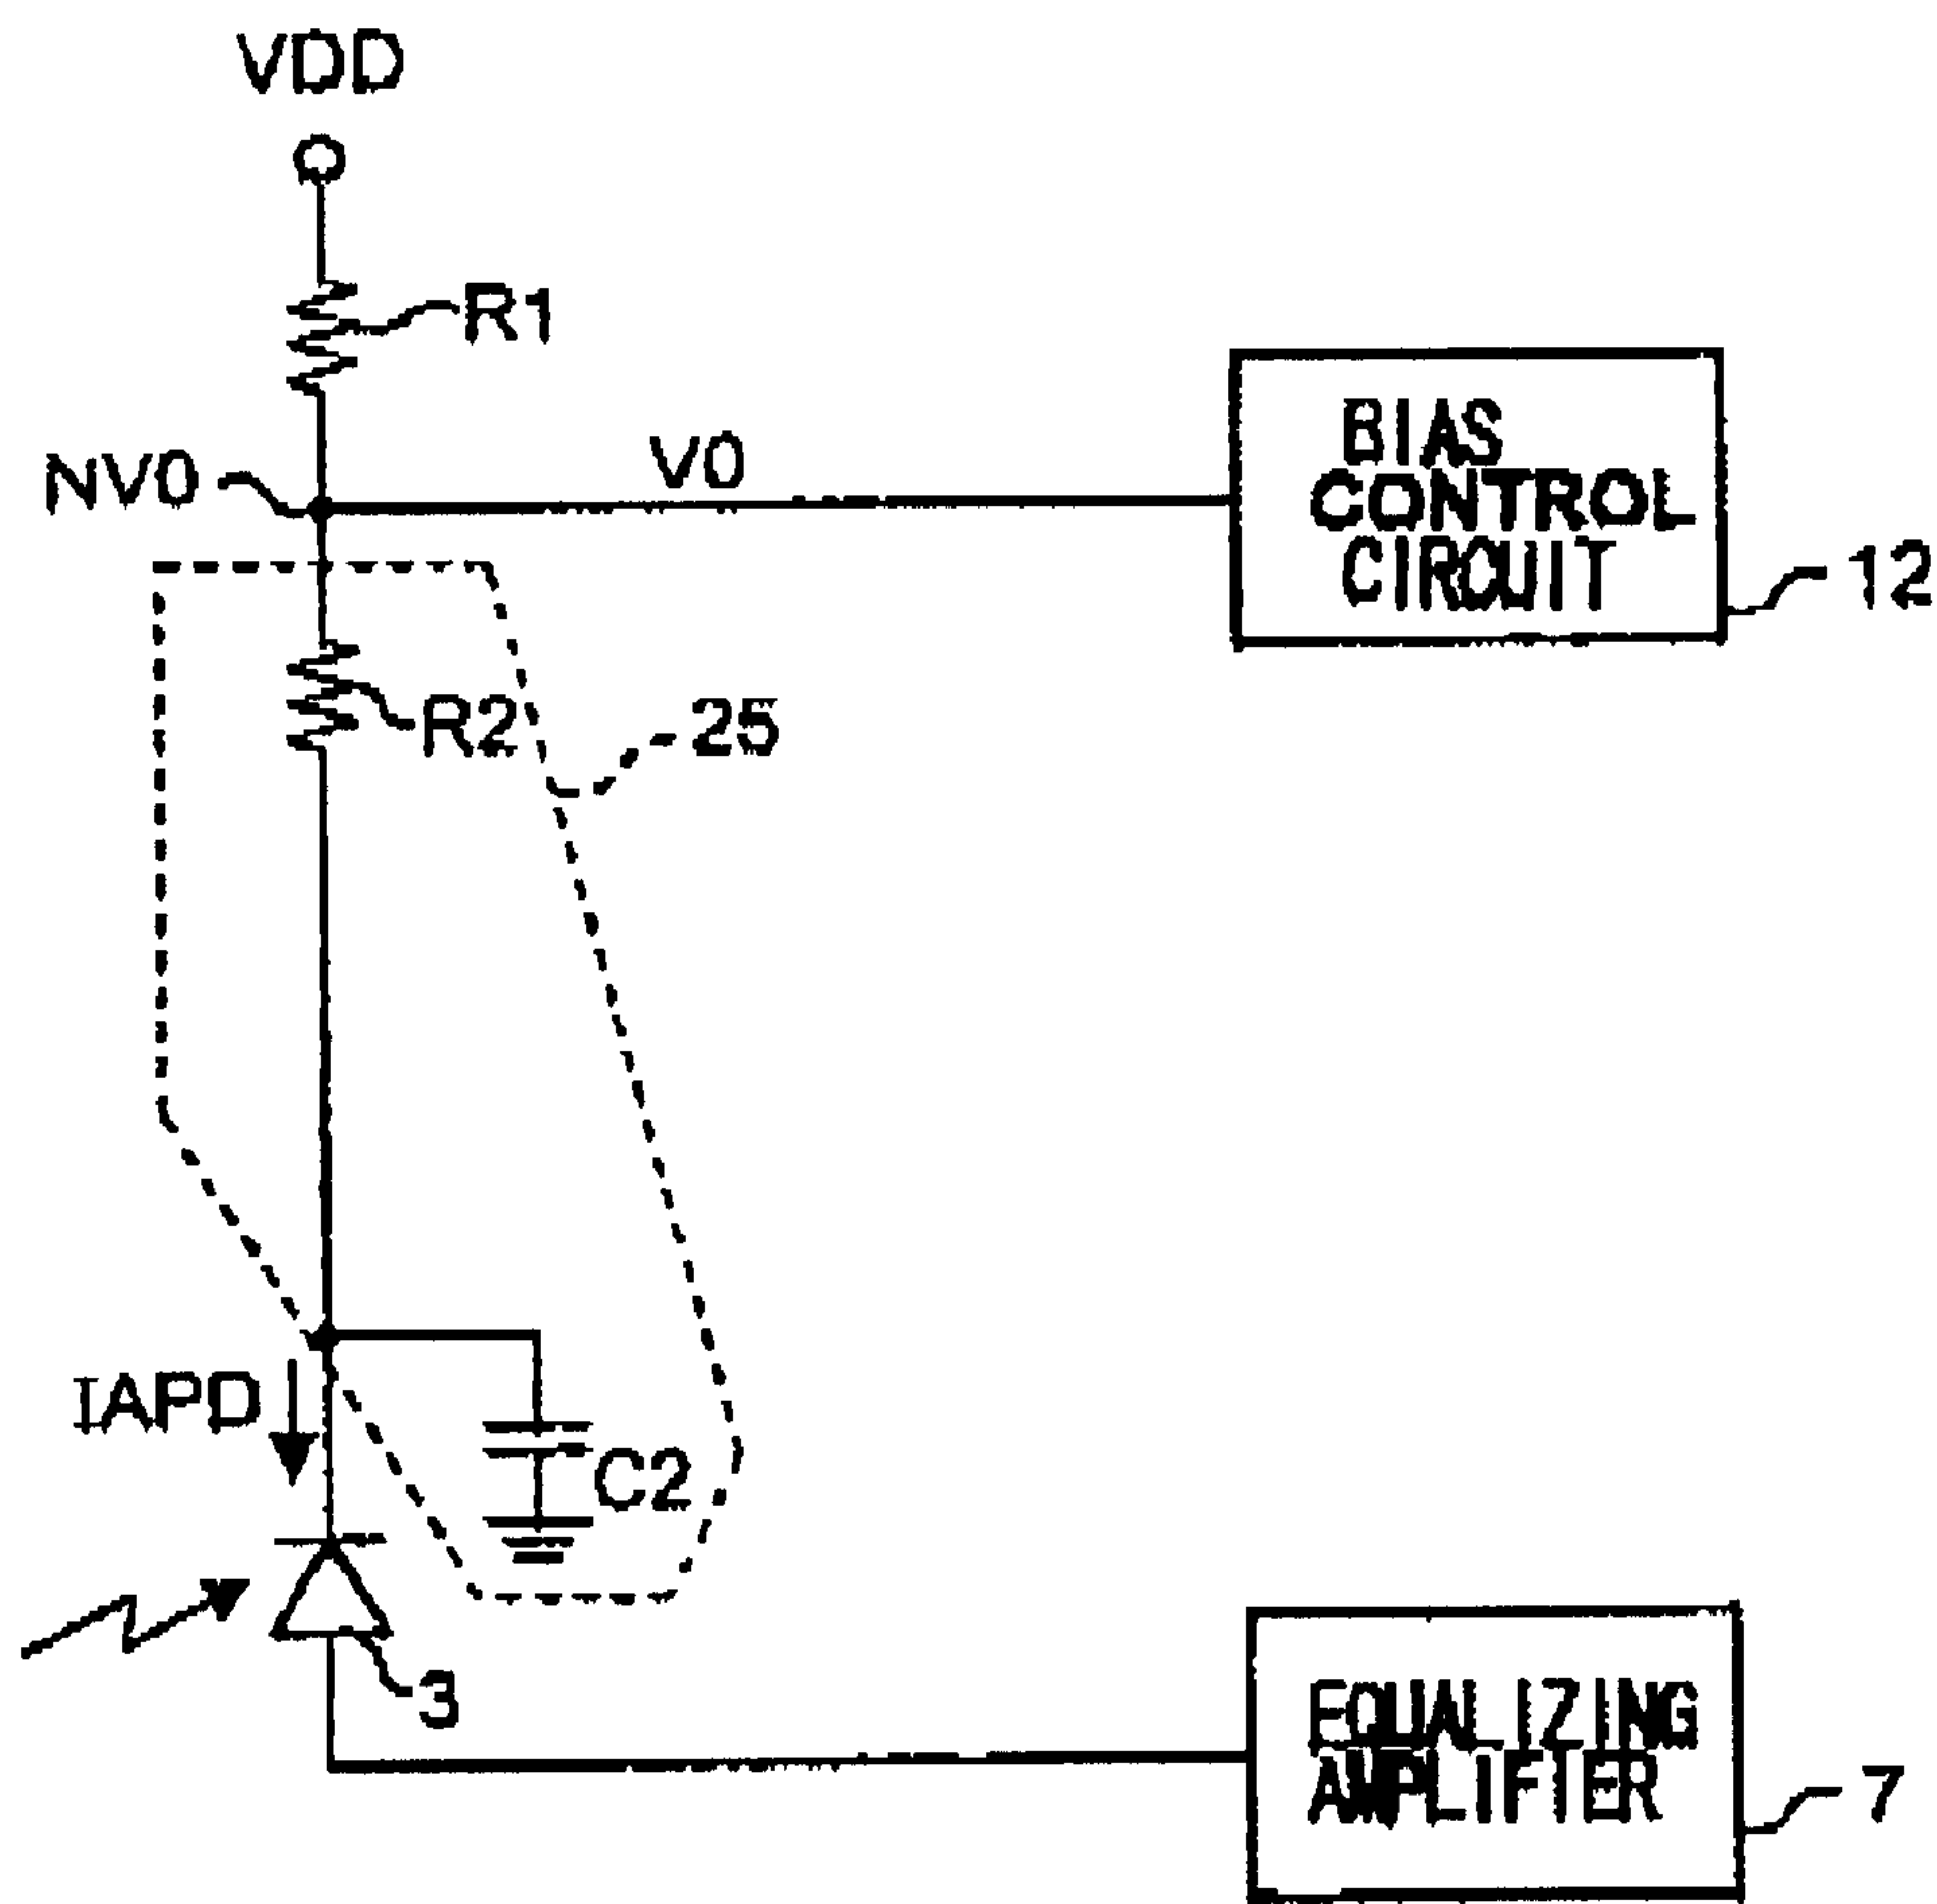 VDD
R1
NV0
V0
BIAS
CONTROL
CIRCUIT
12
R2
25
IAPD
C2
3
EQUALIZING
AMPLIFIER
7